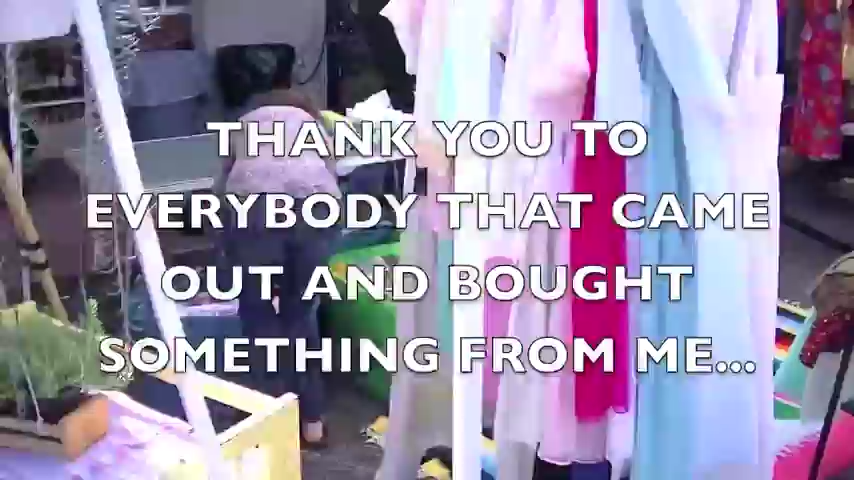 THANK YOU TO
EVERYBODY THAT CAME
OUT AND BOUGHT
SOMETHING FROM ME...